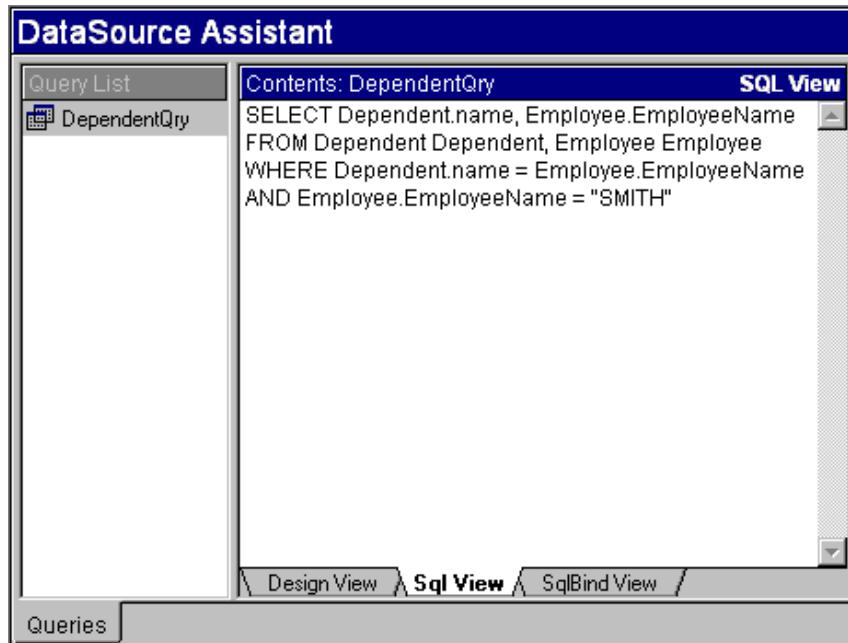 DataSource Assistant
Query List
DependentQry
Contents: DependentQry SQL View
SELECT Dependent.name, Employee.EmployeeName
FROM Dependent Dependent, Employee Employee
WHERE Dependent.name = Employee.EmployeeName
AND Employee.EmployeeName = "SMITH"
Design View Sql View SqlBind View
Queries